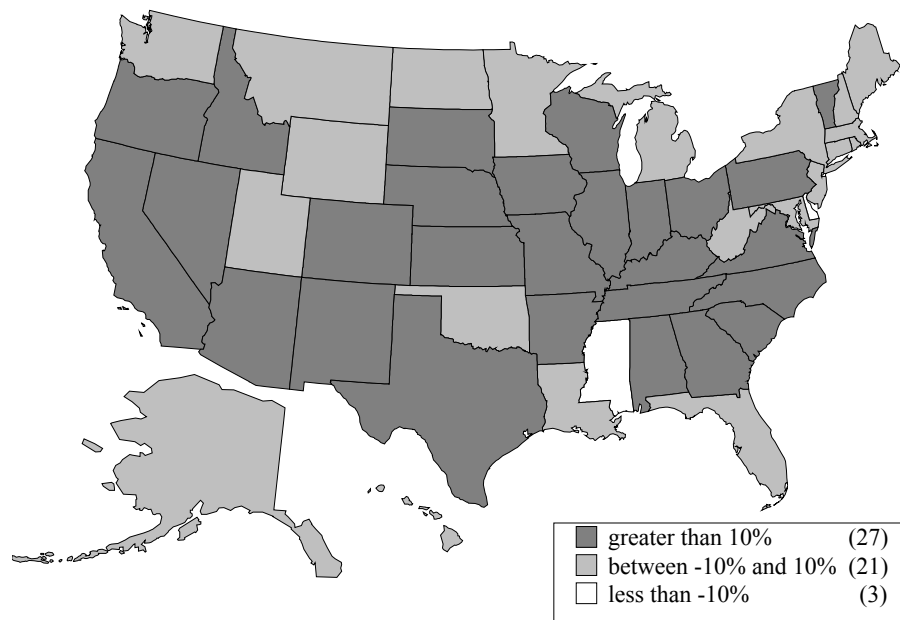 greater than 10% (27)
between -10% and 10% (21)
less than -10% (3)